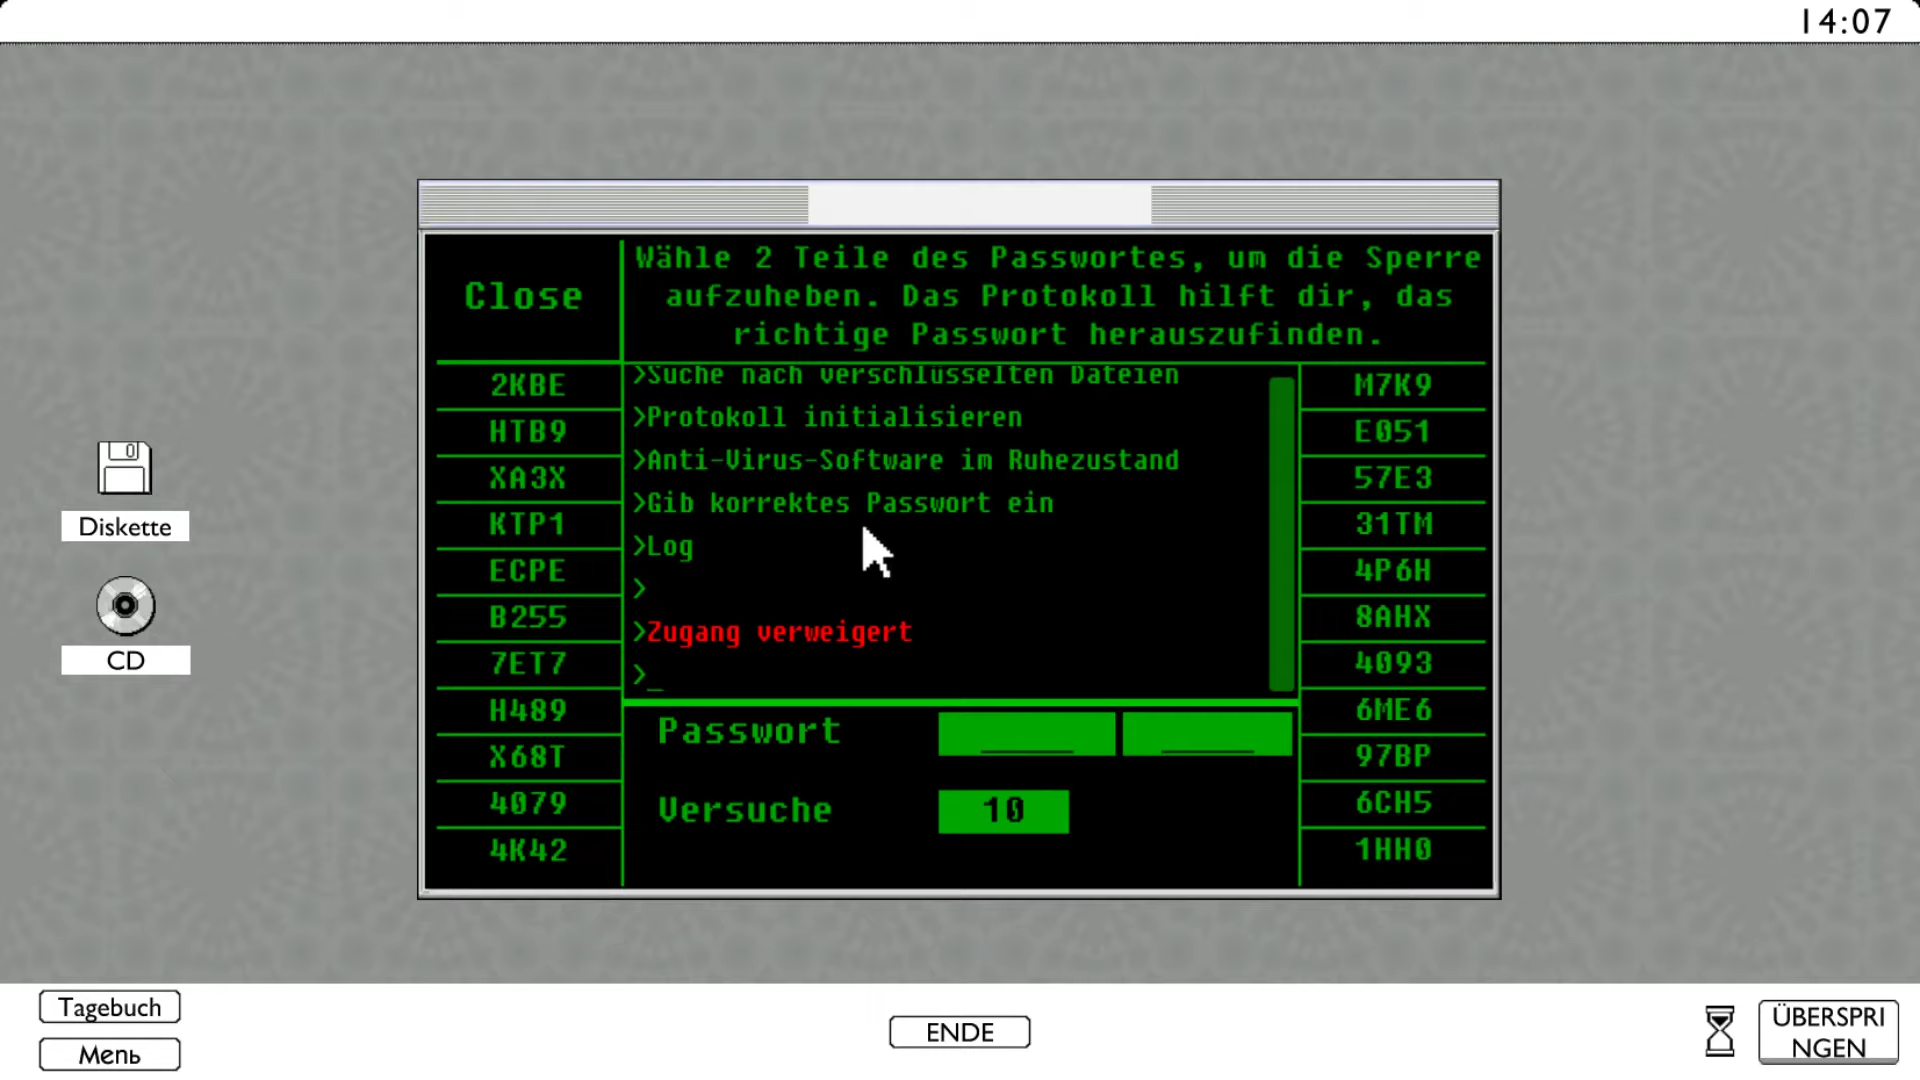 14:07
Wähle 2 Teile des Passwortes, um die Sperre
aufzuheben. Das Protokoll hilft dir, das
richtige Passwort herauszufinden.
Close
2KBE
HTB9
XA3X
KTP1
ECPE
B255
7ET7
H489
X68T
4079
4K42
>Suche nach verschlüsselten Dateien
>Protokoll initialisieren
>Anti-Virus-Software im Ruhezustand
>Gib korrektes Passwort ein
>Log
>
>Zugang verweigert
>_
Passwort ____ ____
Versuche 10
M7K9
E051
57E3
31TM
4P6H
8AHX
4093
6ME6
97BP
6CH5
1HH0
Diskette
CD
Tagebuch
Menь
ENDE
ÜBERSPRI
NGEN